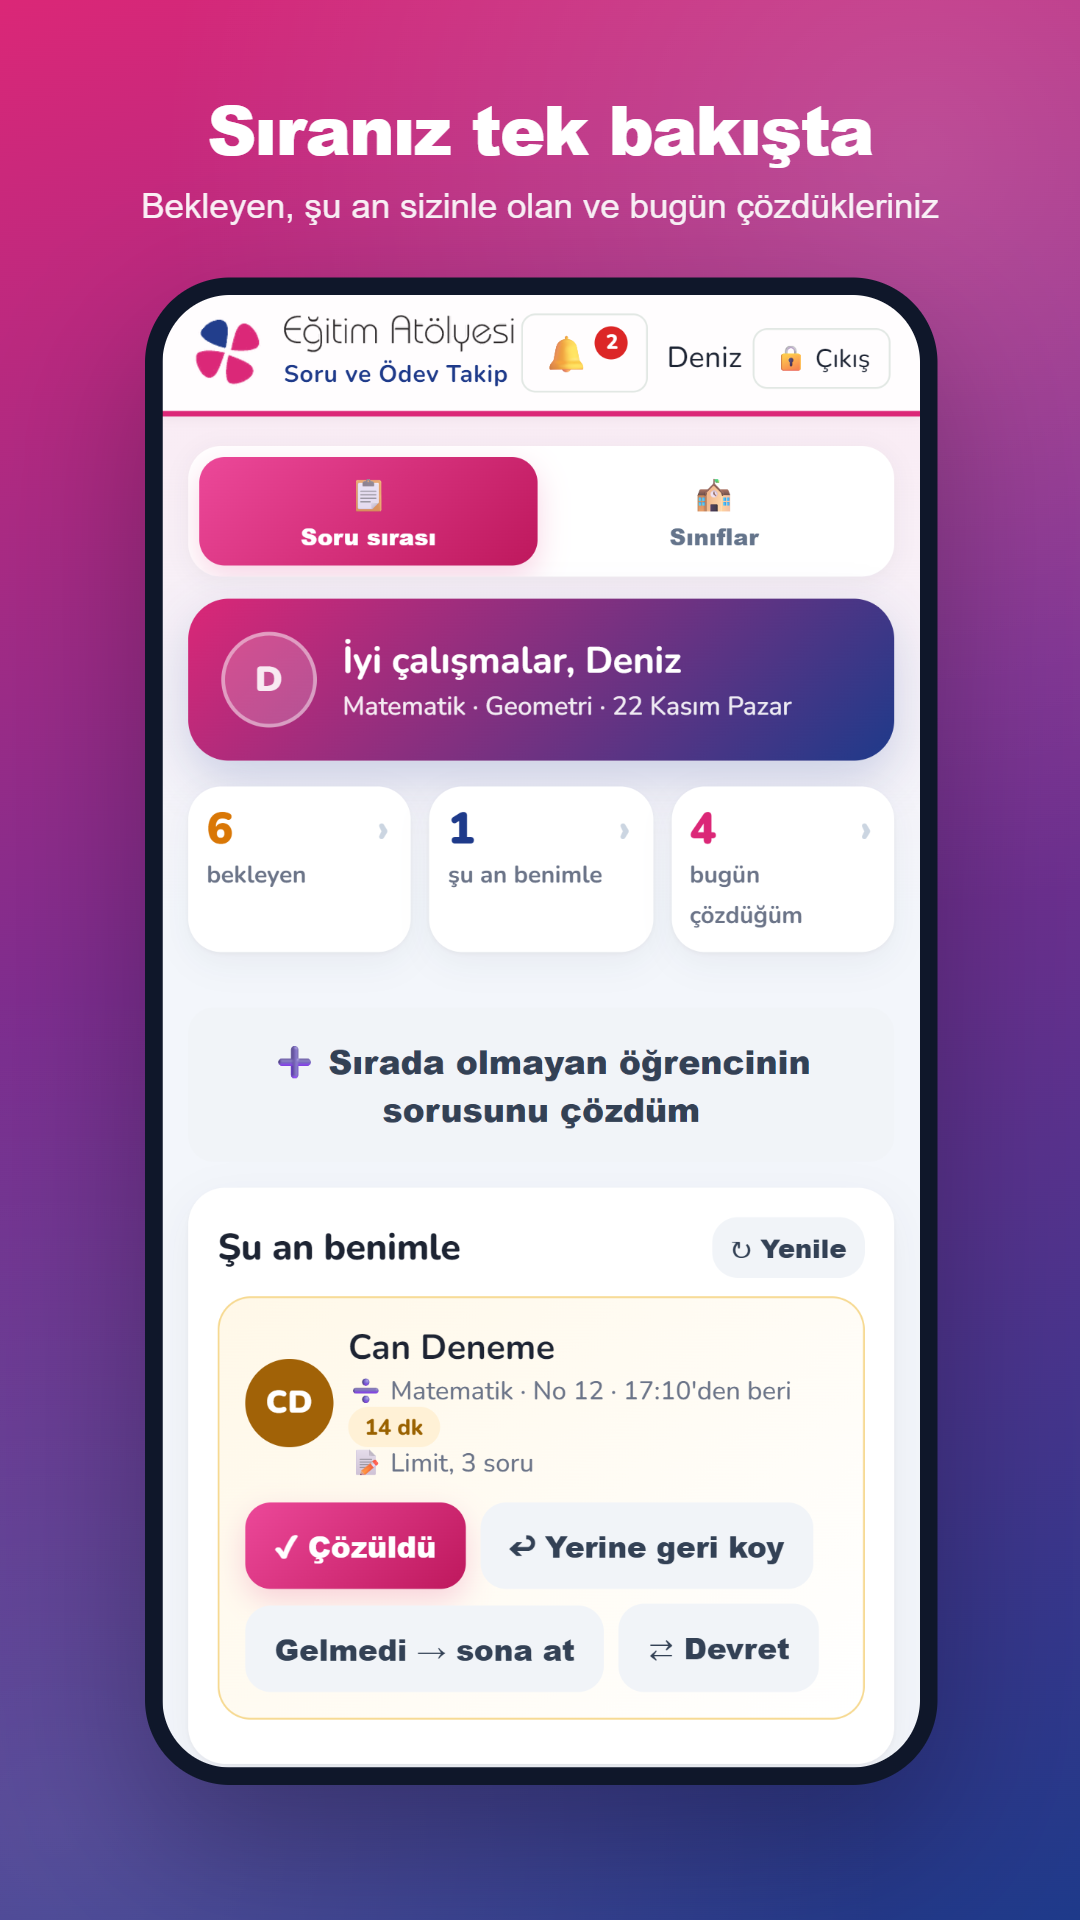 Sıranız tek bakışta
Bekleyen, şu an sizinle olan ve bugün çözdükleriniz
Eğitim Atölyesi
Soru ve Ödev Takip
2
Deniz
Çıkış
Soru sırası
Sınıflar
D
İyi çalışmalar, Deniz
Matematik · Geometri · 22 Kasım Pazar
6
bekleyen
1
şu an benimle
4
bugün
çözdüğüm
➕ Sırada olmayan öğrencinin
sorusunu çözdüm
Şu an benimle
↻ Yenile
CD
Can Deneme
➗ Matematik · No 12 · 17:10'den beri
14 dk
📝 Limit, 3 soru
✓ Çözüldü
↩ Yerine geri koy
Gelmedi → sona at
⇄ Devret